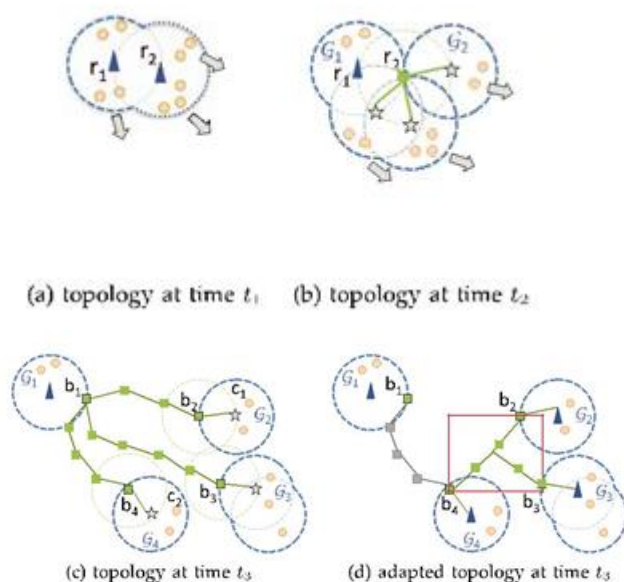 r₁ r₂
G₁ r₁ r₂ G₂
(a) topology at time t₁ (b) topology at time t₂
G₁ b₁ b₂ c₁ G₂
b₃ G₃
b₄ c₂ G₄
(c) topology at time t₃
G₁ b₁ b₂ G₂
b₃ G₃
b₄ G₄
(d) adapted topology at time t₃